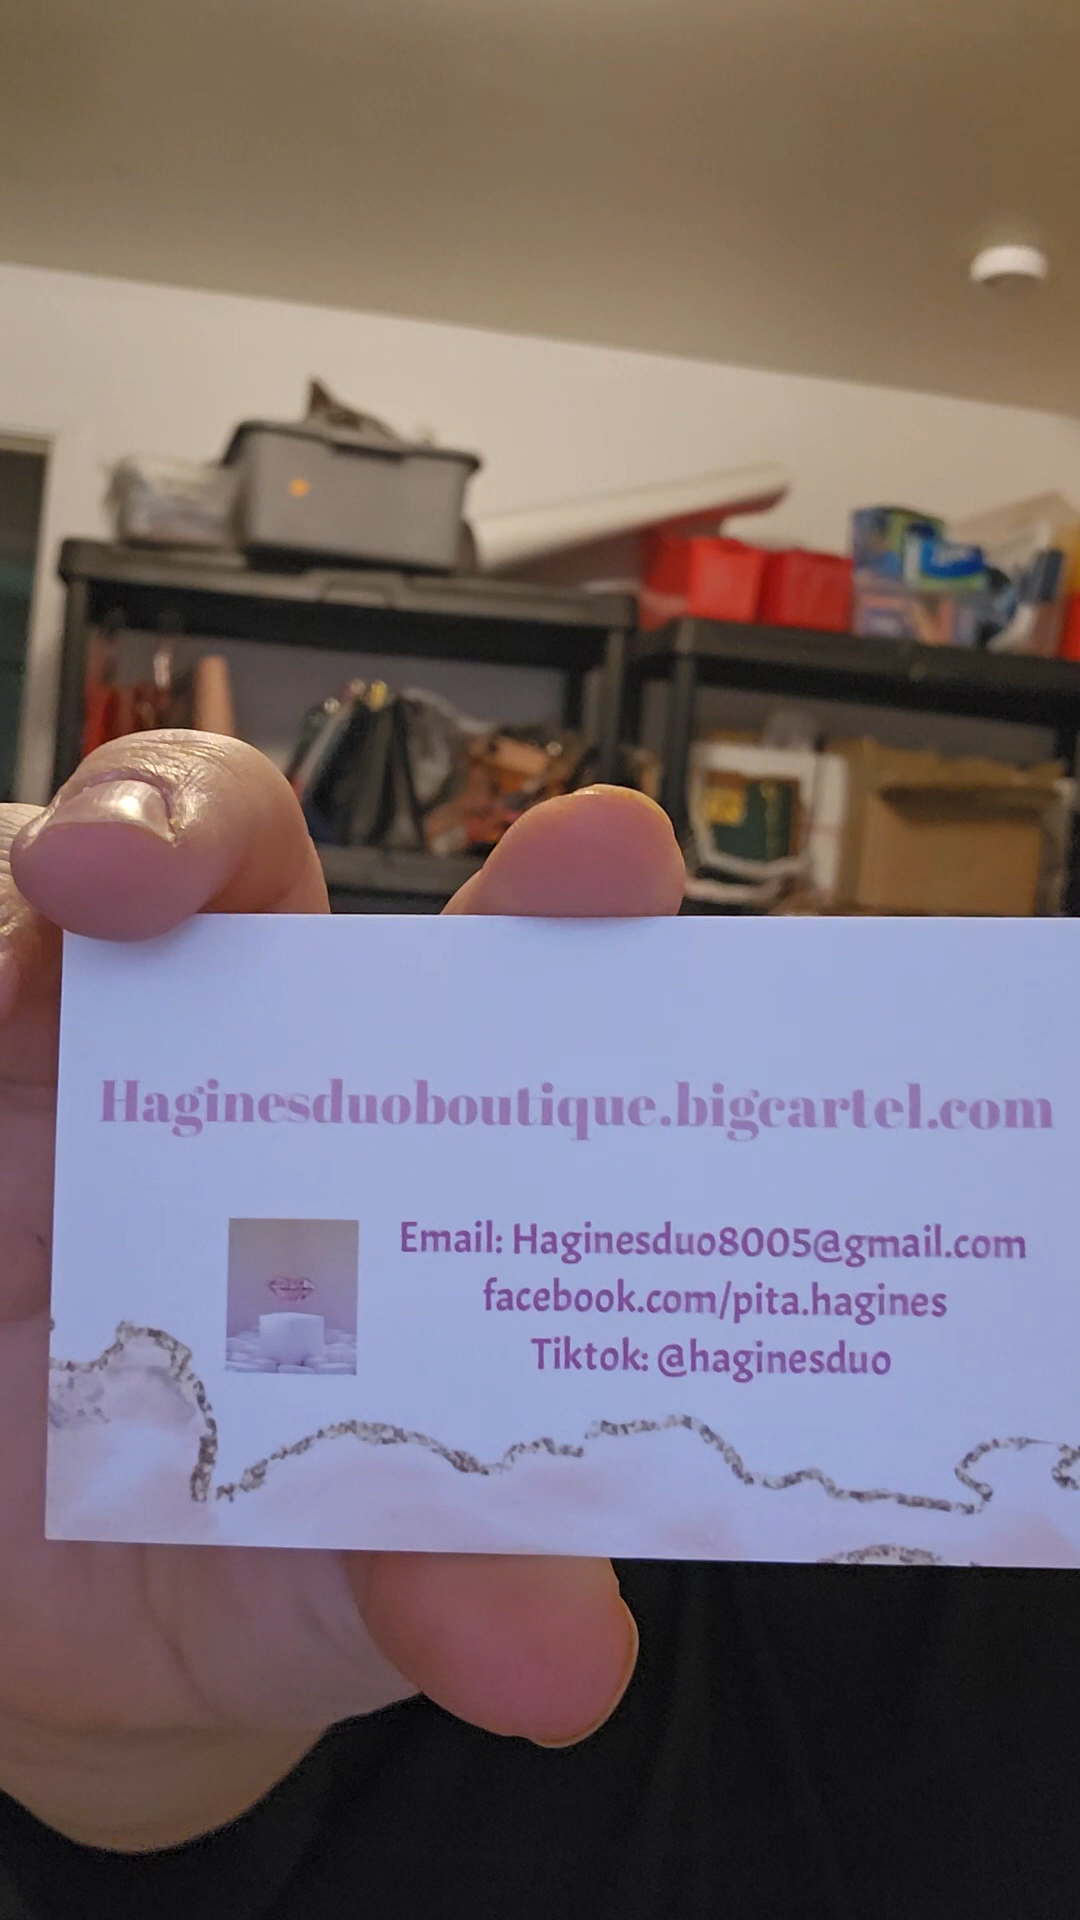 Haginesduoboutique.bigcartel.com
Email: Haginesduo8005@gmail.com
facebook.com/pita.hagines
Tiktok: @haginesduo